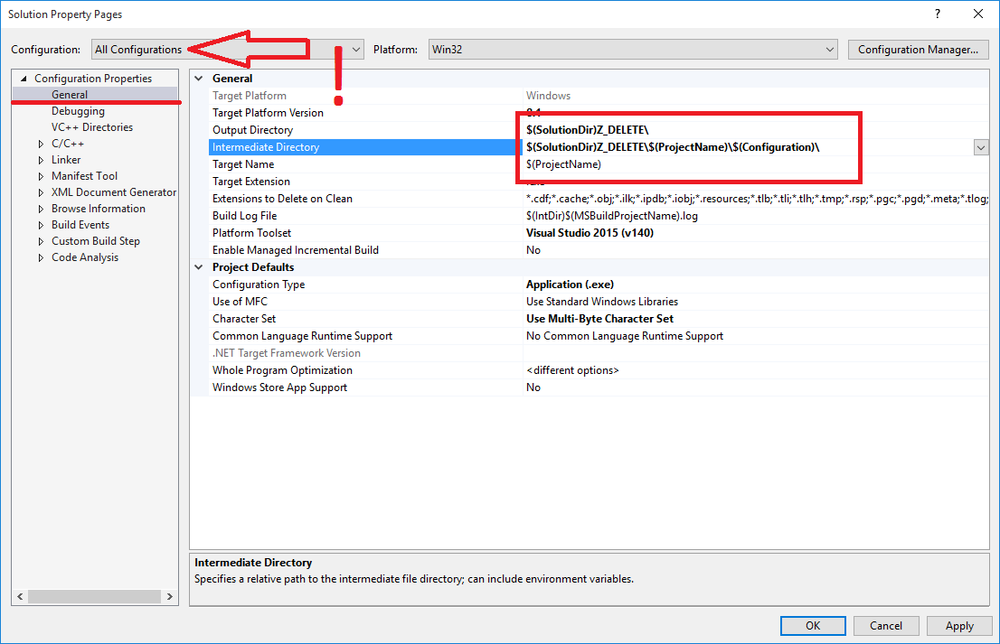 Solution Property Pages
?
Configuration: All Configurations ! Platform: Win32 Configuration Manager...
Configuration Properties
General
Debugging
VC++ Directories
C/C++
Linker
Manifest Tool
XML Document Generator
Browse Information
Build Events
Custom Build Step
Code Analysis
General
Target Platform Windows
Target Platform Version
Output Directory $(SolutionDir)Z_DELETE\
Intermediate Directory $(SolutionDir)Z_DELETE\$(ProjectName)\$(Configuration)\
Target Name $(ProjectName)
Target Extension
Extensions to Delete on Clean *.cdf;*.cache;*.obj;*.ilk;*.ipdb;*.iobj;*.resources;*.tlb;*.tli;*.tlh;*.tmp;*.rsp;*.pgc;*.pgd;*.meta;*.tlog;
Build Log File $(IntDir)$(MSBuildProjectName).log
Platform Toolset Visual Studio 2015 (v140)
Enable Managed Incremental Build No
Project Defaults
Configuration Type Application (.exe)
Use of MFC Use Standard Windows Libraries
Character Set Use Multi-Byte Character Set
Common Language Runtime Support No Common Language Runtime Support
.NET Target Framework Version
Whole Program Optimization <different options>
Windows Store App Support No
Intermediate Directory
Specifies a relative path to the intermediate file directory; can include environment variables.
OK Cancel Apply